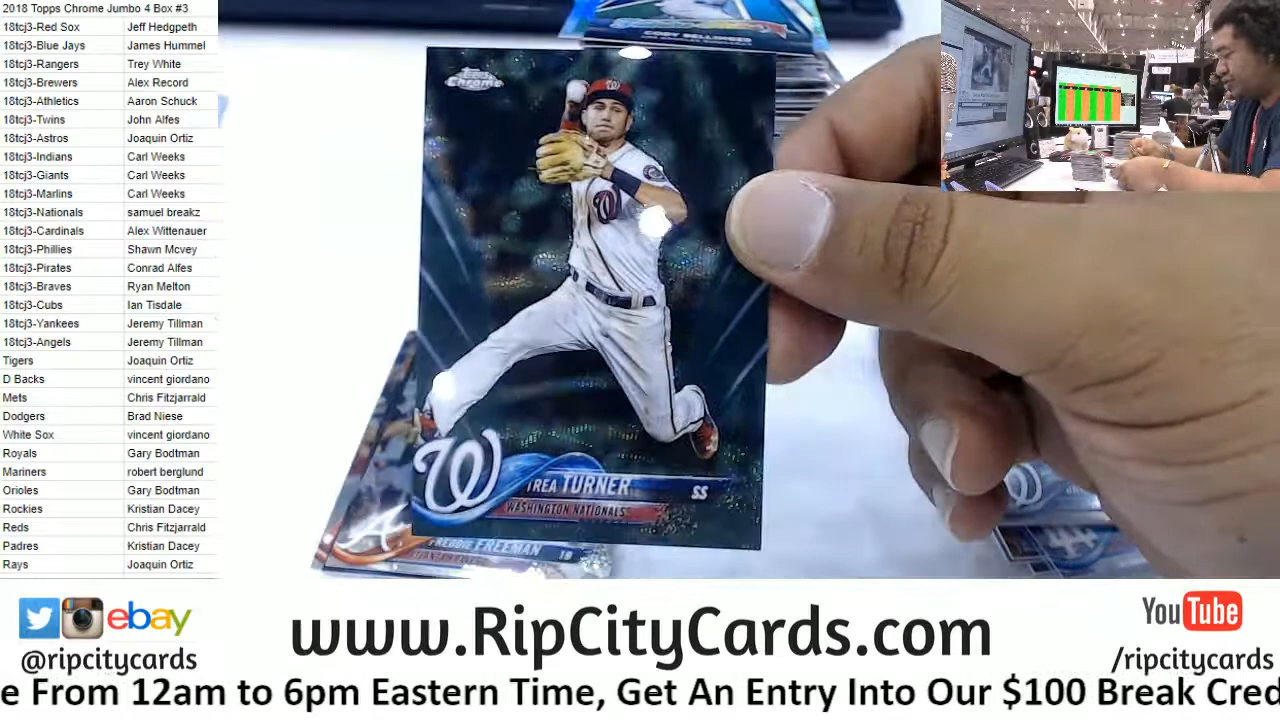 2018 Topps Chrome Jumbo 4 Box #3
18tcj3-Red Sox Jeff Hedgpeth
18tcj3-Blue Jays James Hummel
18tcj3-Rangers Trey White
18tcj3-Brewers Alex Record
18tcj3-Athletics Aaron Schuck
18tcj3-Twins John Alfes
18tcj3-Astros Joaquin Ortiz
18tcj3-Indians Carl Weeks
18tcj3-Giants Carl Weeks
18tcj3-Marlins Carl Weeks
18tcj3-Nationals samuel breakz
18tcj3-Cardinals Alex Wittenauer
18tcj3-Phillies Shawn Mcvey
18tcj3-Pirates Conrad Alfes
18tcj3-Braves Ryan Melton
18tcj3-Cubs Ian Tisdale
18tcj3-Yankees Jeremy Tillman
18tcj3-Angels Jeremy Tillman
Tigers Joaquin Ortiz
D Backs vincent giordano
Mets Chris Fitzjarrald
Dodgers Brad Niese
White Sox vincent giordano
Royals Gary Bodtman
Mariners robert berglund
Orioles Gary Bodtman
Rockies Kristian Dacey
Reds Chris Fitzjarrald
Padres Kristian Dacey
Rays Joaquin Ortiz
CODY BELLINGER
Topps Chrome
W
W
W
TREA TURNER SS
WASHINGTON NATIONALS
FREDDIE FREEMAN 1B
ebay
@ripcitycards
www.RipCityCards.com
YouTube
/ripcitycards
e From 12am to 6pm Eastern Time, Get An Entry Into Our $100 Break Cred